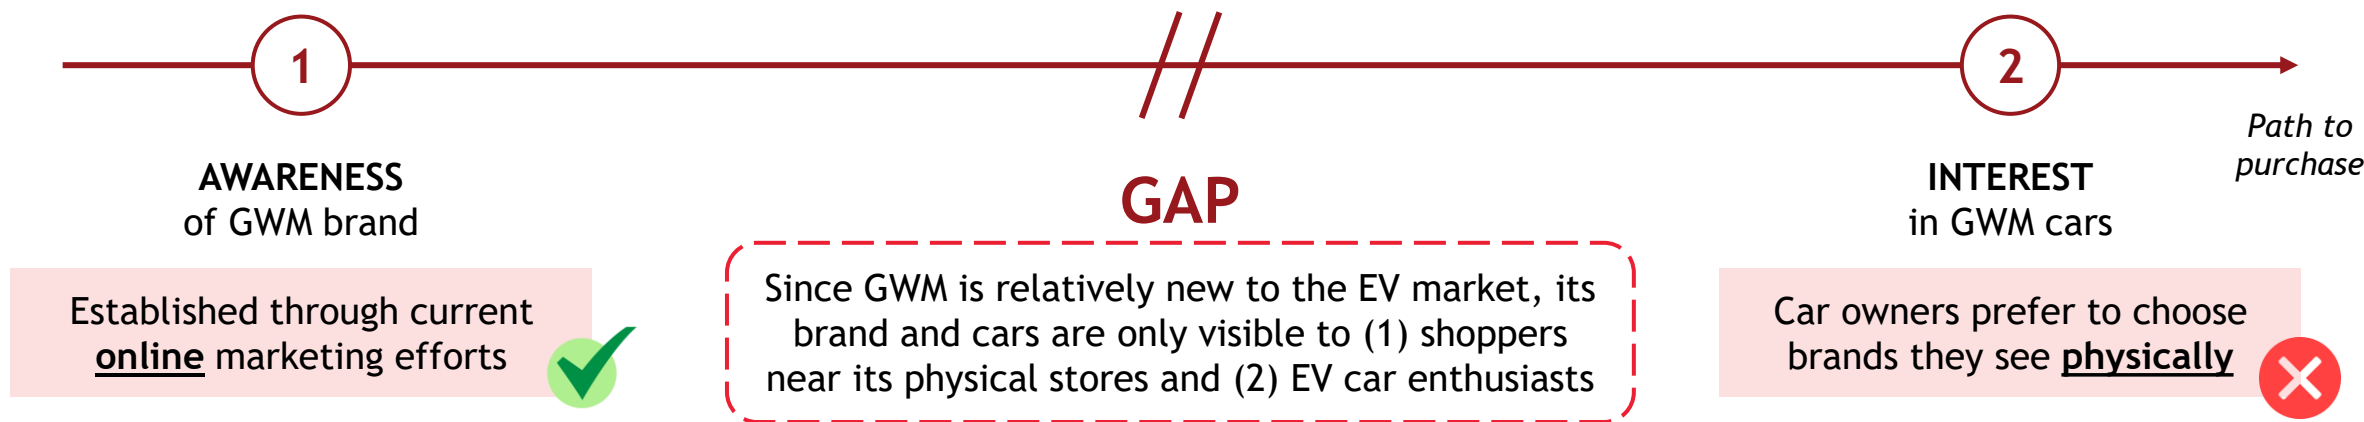 1
2
Path to
purchase
AWARENESS
of GWM brand
GAP
INTEREST
in GWM cars
Established through current
online marketing efforts
Since GWM is relatively new to the EV market, its
brand and cars are only visible to (1) shoppers
near its physical stores and (2) EV car enthusiasts
Car owners prefer to choose
brands they see physically